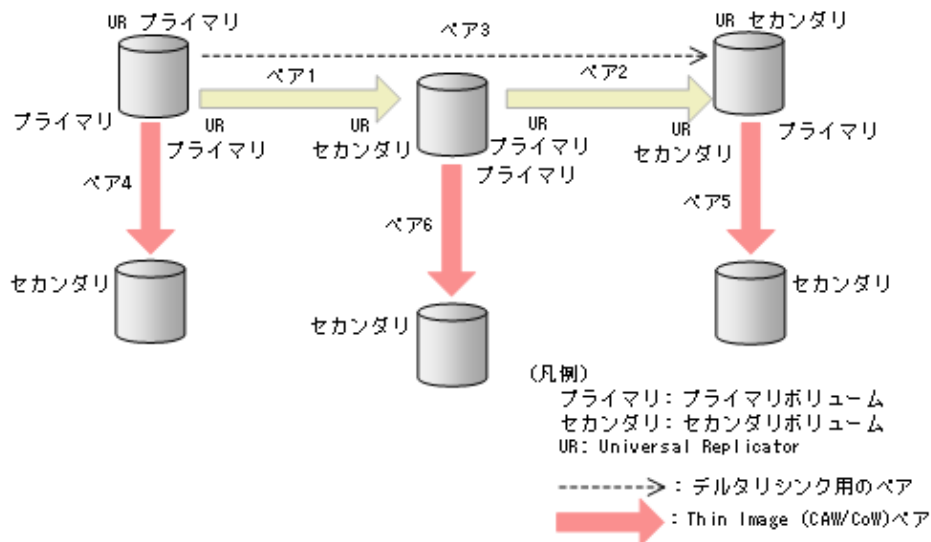 UR プライマリ
ペア3
UR セカンダリ
ペア1
ペア2
プライマリ
UR
プライマリ
UR
セカンダリ
UR
プライマリ
プライマリ
UR
セカンダリ
プライマリ
ペア4
ペア6
ペア5
セカンダリ
セカンダリ
セカンダリ
(凡例)
プライマリ: プライマリボリューム
セカンダリ: セカンダリボリューム
UR: Universal Replicator
: デルタリシンク用のペア
: Thin Image (CAW/CoW)ペア